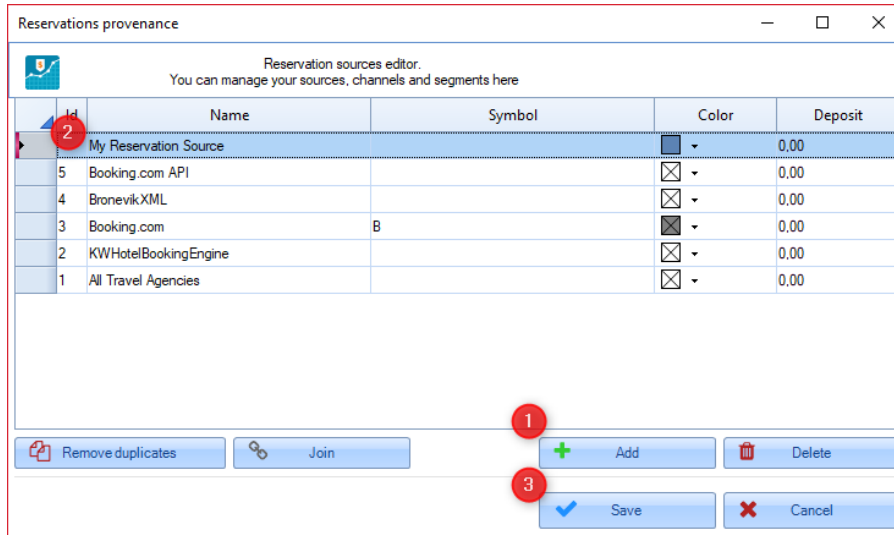 Reservations provenance
Reservation sources editor.
You can manage your sources, channels and segments here
Id Name Symbol Color Deposit
2
My Reservation Source 0,00
5 Booking.com API 0,00
4 BronevikXML 0,00
3 Booking.com B 0,00
2 KWHotelBookingEngine 0,00
1 All Travel Agencies 0,00
1
Remove duplicates Join Add Delete
3
Save Cancel